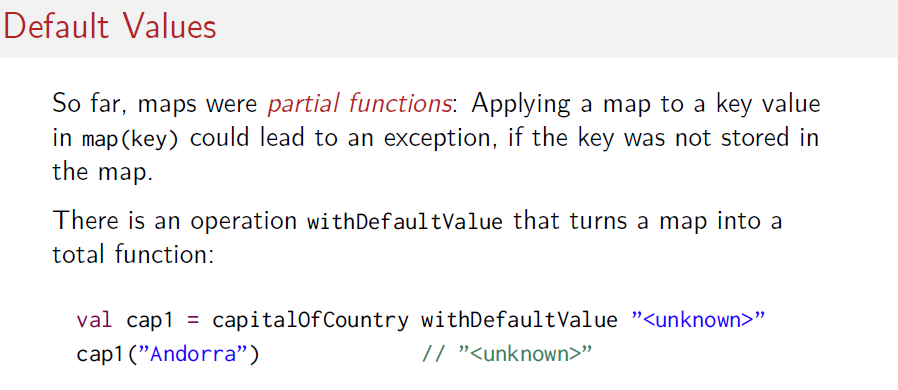 Default Values
So far, maps were partial functions: Applying a map to a key value
in map(key) could lead to an exception, if the key was not stored in
the map.
There is an operation withDefaultValue that turns a map into a
total function:
val cap1 = capitalOfCountry withDefaultValue ”<unknown>”
cap1(”Andorra”) // ”<unknown>”